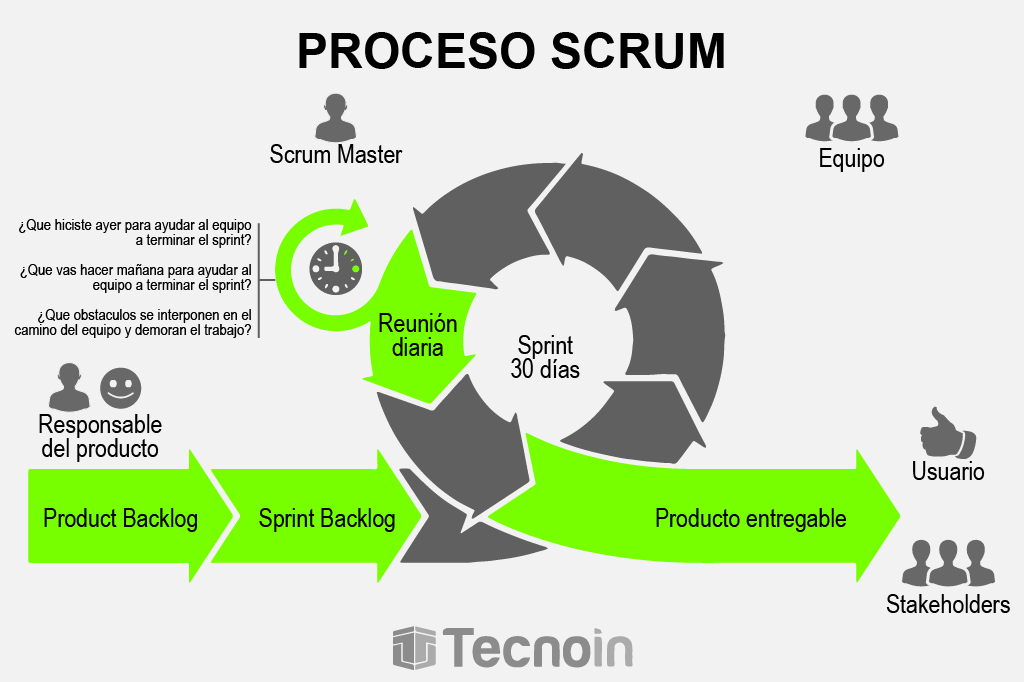 PROCESO SCRUM
Scrum Master
Equipo
¿Que hiciste ayer para ayudar al equipo
a terminar el sprint?
¿Que vas hacer mañana para ayudar al
equipo a terminar el sprint?
¿Que obstaculos se interponen en el
camino del equipo y demoran el trabajo?
Reunión
diaria
Sprint
30 días
Responsable
del producto
Usuario
Product Backlog
Sprint Backlog
Producto entregable
Stakeholders
Tecnoin